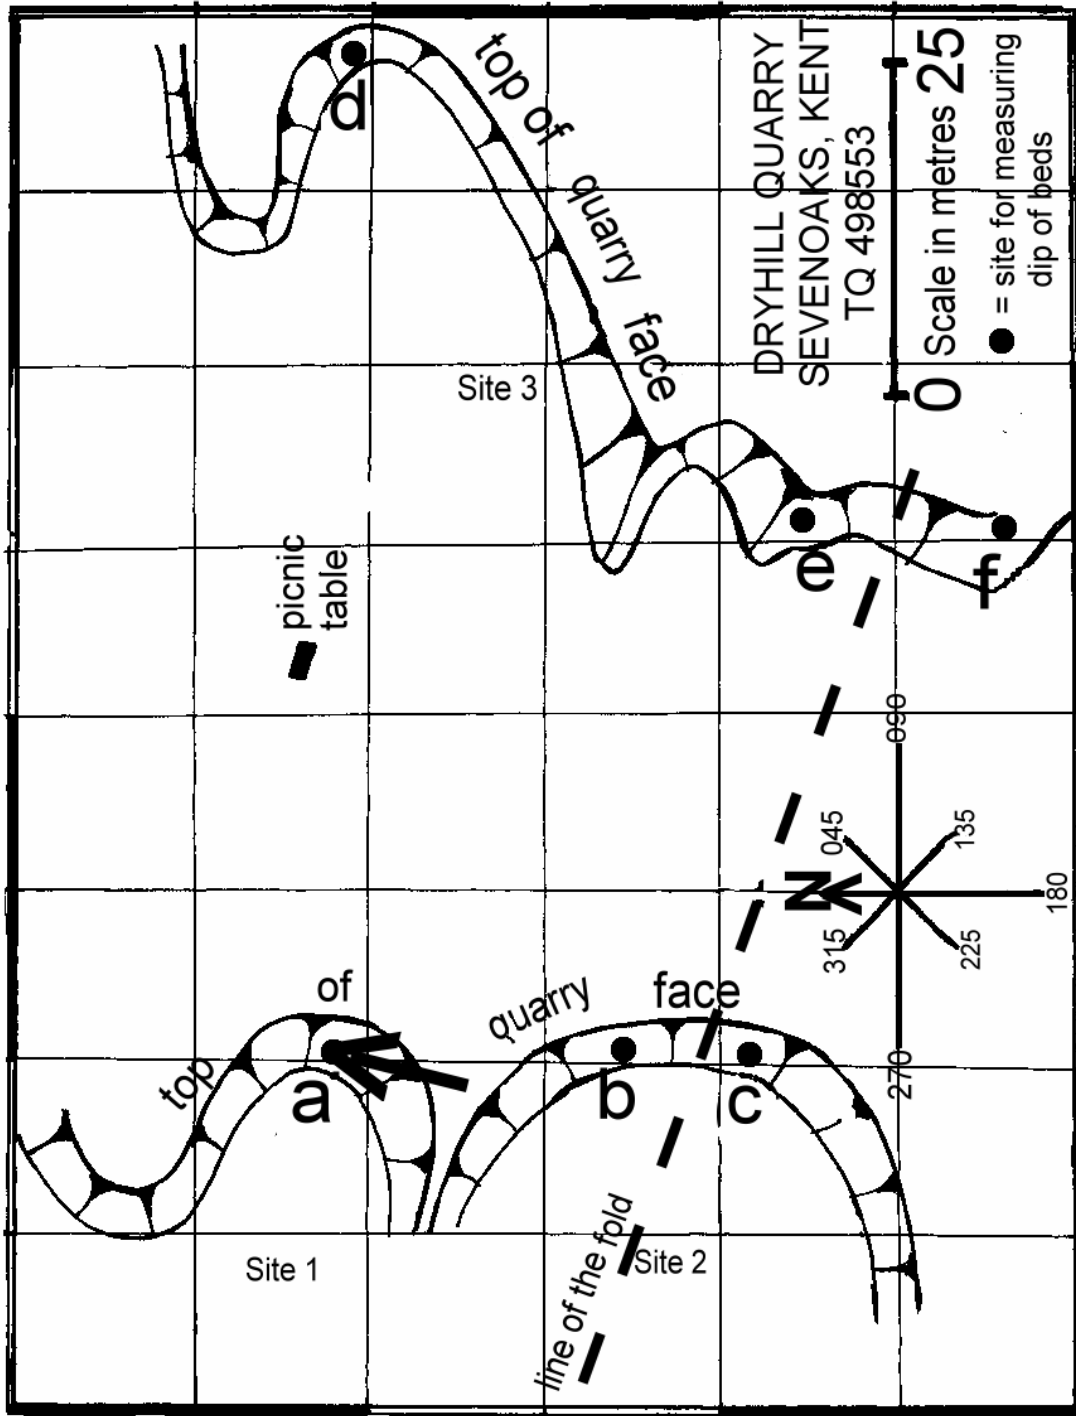 d
top of quarry face
Site 3
DRYHILL QUARRY
SEVENOAKS, KENT
TQ 498553
0 Scale in metres 25
= site for measuring
dip of beds
picnic
table
e
f
N
045
090
135
180
225
270
315
top of quarry face
a
b
c
Site 1
Site 2
line of the fold